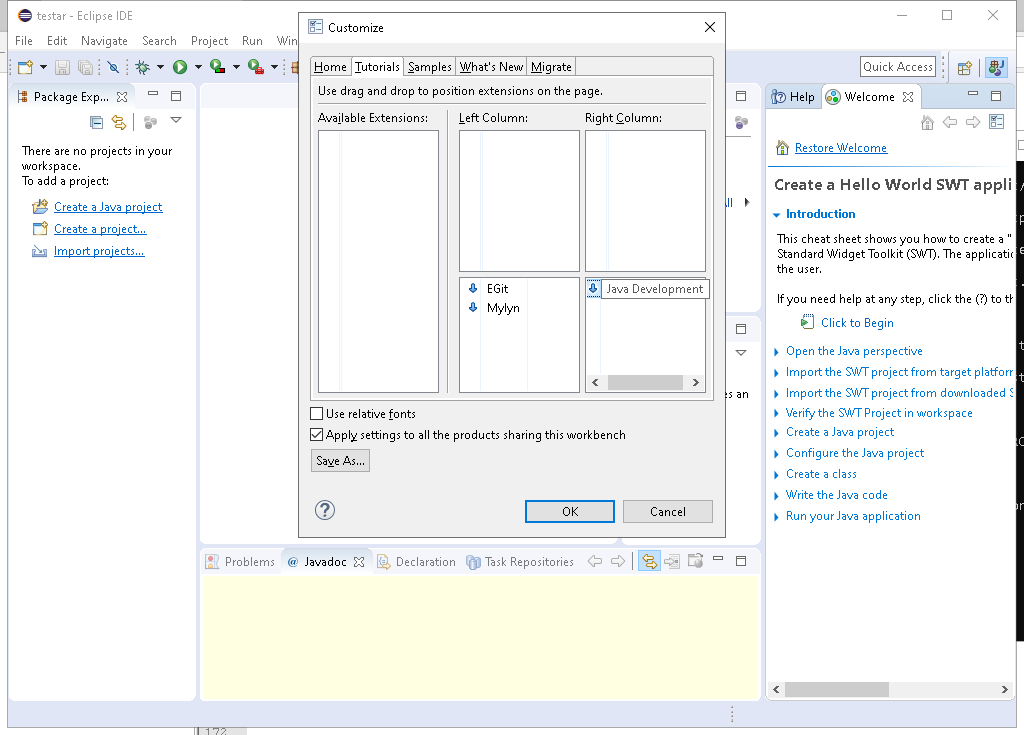 testar - Eclipse IDE
File Edit Navigate Search Project Run Win
Quick Access
Package Exp...
There are no projects in your
workspace.
To add a project:
Create a Java project
Create a project...
Import projects...
Customize
Home Tutorials Samples What's New Migrate
Use drag and drop to position extensions on the page.
Available Extensions:
Left Column:
Right Column:
EGit
Mylyn
Java Development
Use relative fonts
Apply settings to all the products sharing this workbench
Save As...
OK
Cancel
Help
Welcome
Restore Welcome
Create a Hello World SWT appli
Introduction
This cheat sheet shows you how to create a "
Standard Widget Toolkit (SWT). The applicatio
the user.
If you need help at any step, click the (?) to th
Click to Begin
Open the Java perspective
Import the SWT project from target platform
Import the SWT project from downloaded S
Verify the SWT Project in workspace
Create a Java project
Configure the Java project
Create a class
Write the Java code
Run your Java application
es an
Problems
@ Javadoc
Declaration
Task Repositories
172